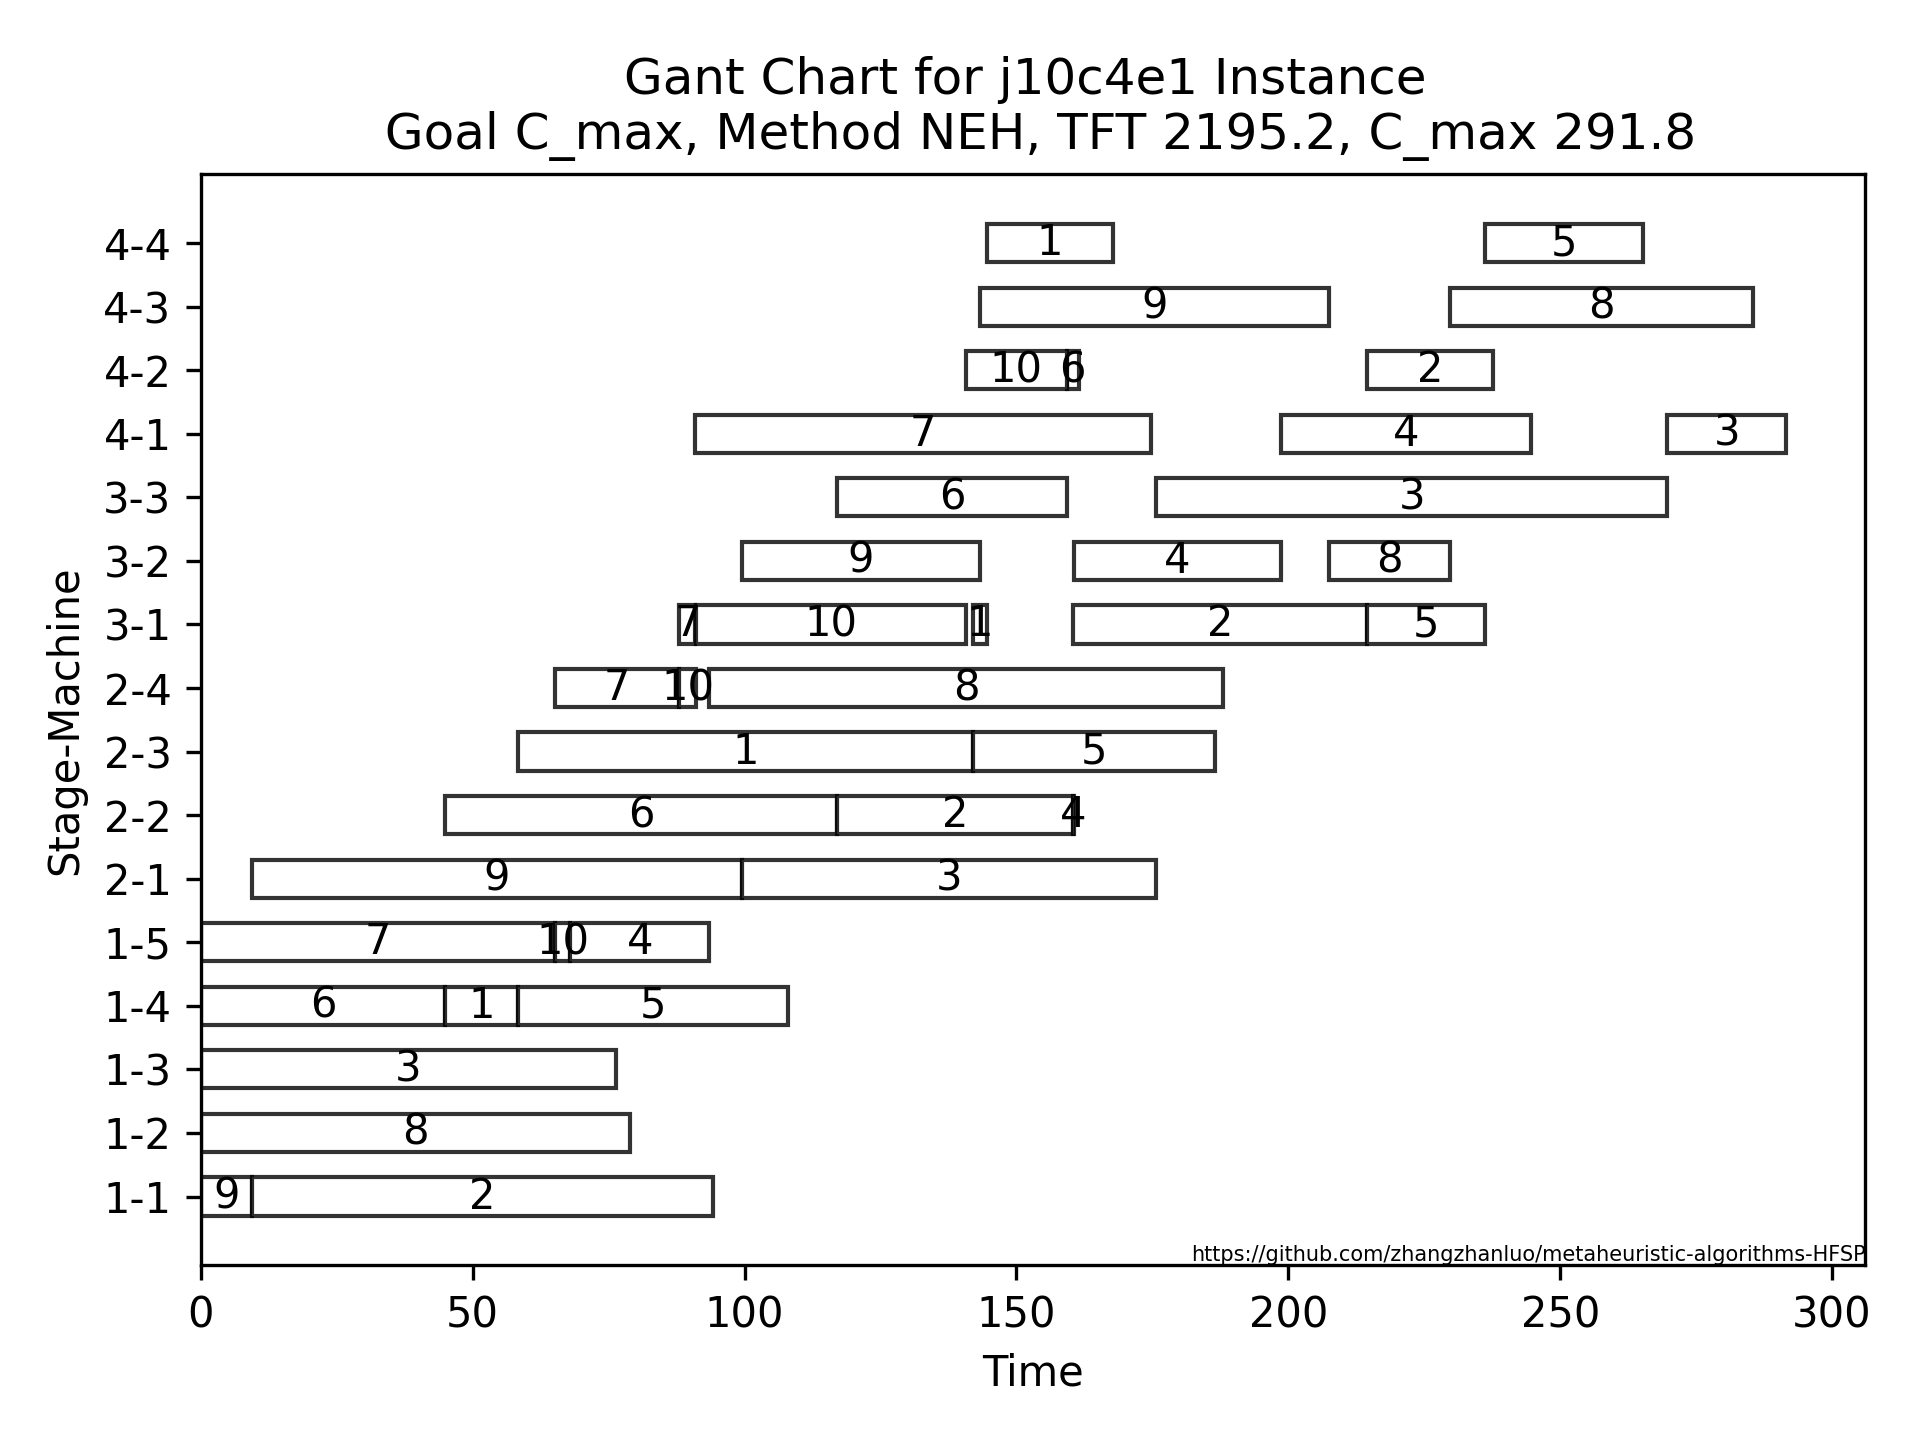 Gant Chart for j10c4e1 Instance
Goal C_max, Method NEH, TFT 2195.2, C_max 291.8
Stage-Machine
4-4 1 5
4-3 9 8
4-2 10 6 2
4-1 7 4 3
3-3 6 3
3-2 9 4 8
3-1 7 10 1 2 5
2-4 7 10 8
2-3 1 5
2-2 6 2 4
2-1 9 3
1-5 7 10 4
1-4 6 1 5
1-3 3
1-2 8
1-1 9 2
https://github.com/zhangzhanluo/metaheuristic-algorithms-HFSP
0 50 100 150 200 250 300
Time